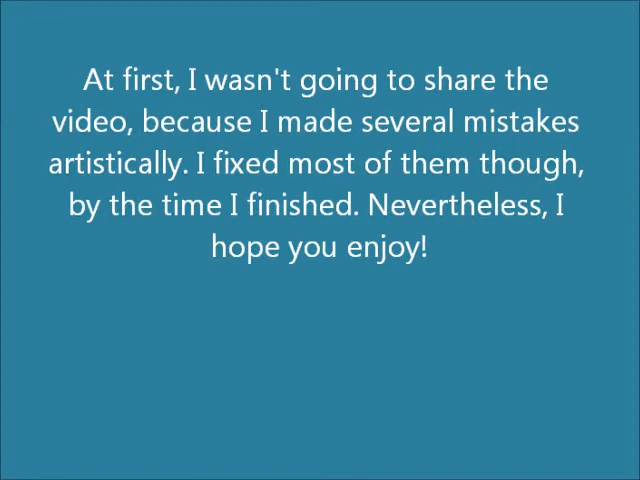 At first, I wasn't going to share the
video, because I made several mistakes
artistically. I fixed most of them though,
by the time I finished. Nevertheless, I
hope you enjoy!